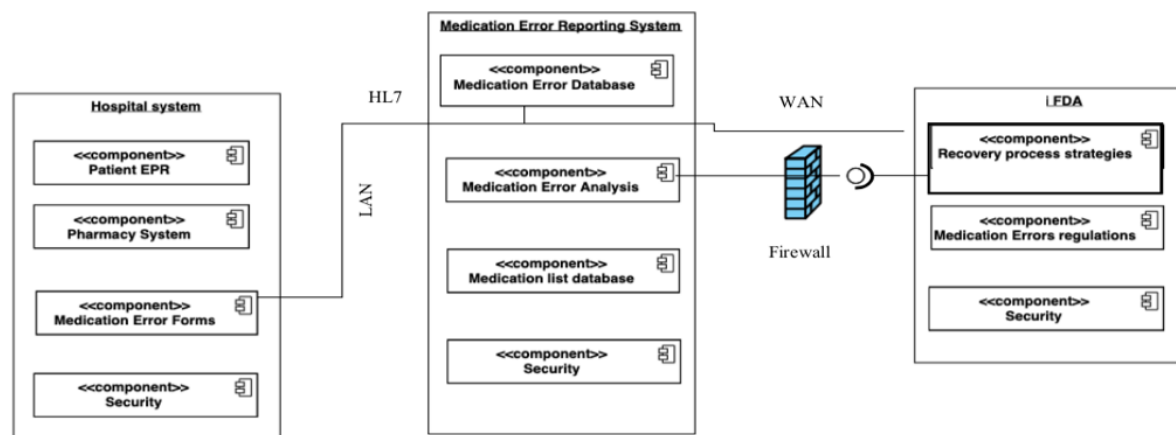 Hospital system
<<component>>
Patient EPR
<<component>>
Pharmacy System
<<component>>
Medication Error Forms
<<component>>
Security
HL7
LAN
Medication Error Reporting System
<<component>>
Medication Error Database
<<component>>
Medication Error Analysis
<<component>>
Medication list database
<<component>>
Security
WAN
Firewall
FDA
<<component>>
Recovery process strategies
<<component>>
Medication Errors regulations
<<component>>
Security